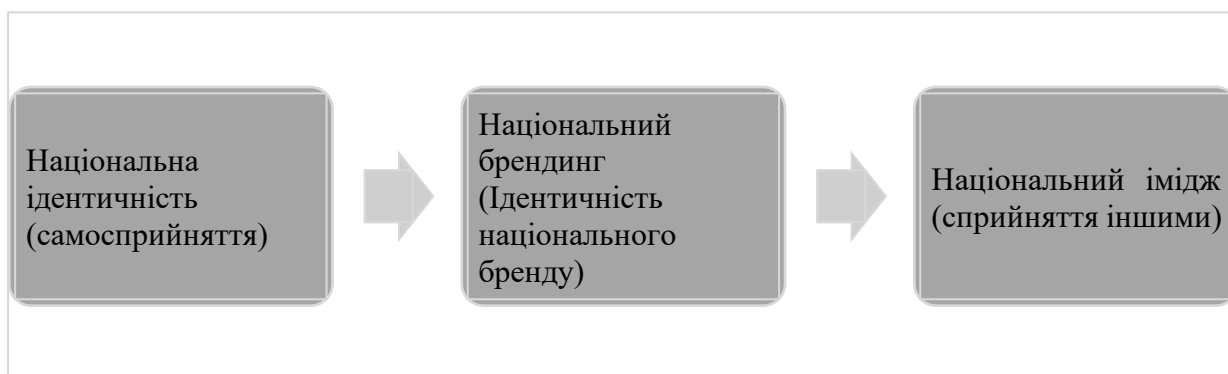 Національна
ідентичність
(самосприйняття)
Національний
брендинг
(Ідентичність
національного
бренду)
Національний імідж
(сприйняття іншими)